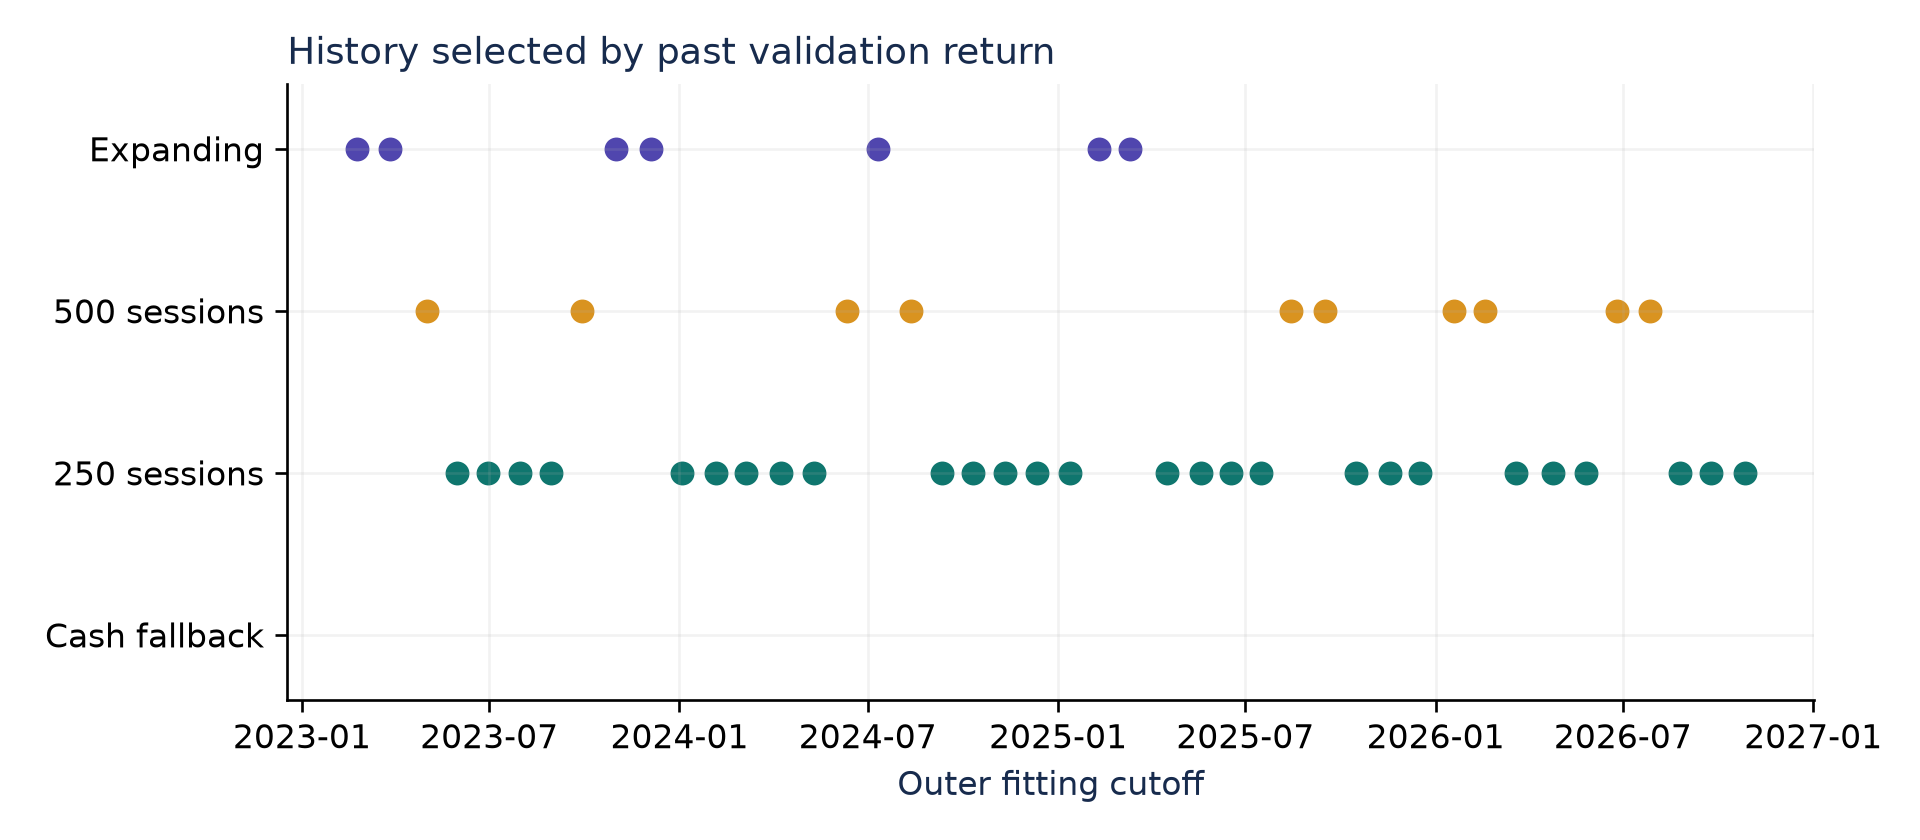 History selected by past validation return
Expanding
500 sessions
250 sessions
Cash fallback
2023-01 2023-07 2024-01 2024-07 2025-01 2025-07 2026-01 2026-07 2027-01
Outer fitting cutoff